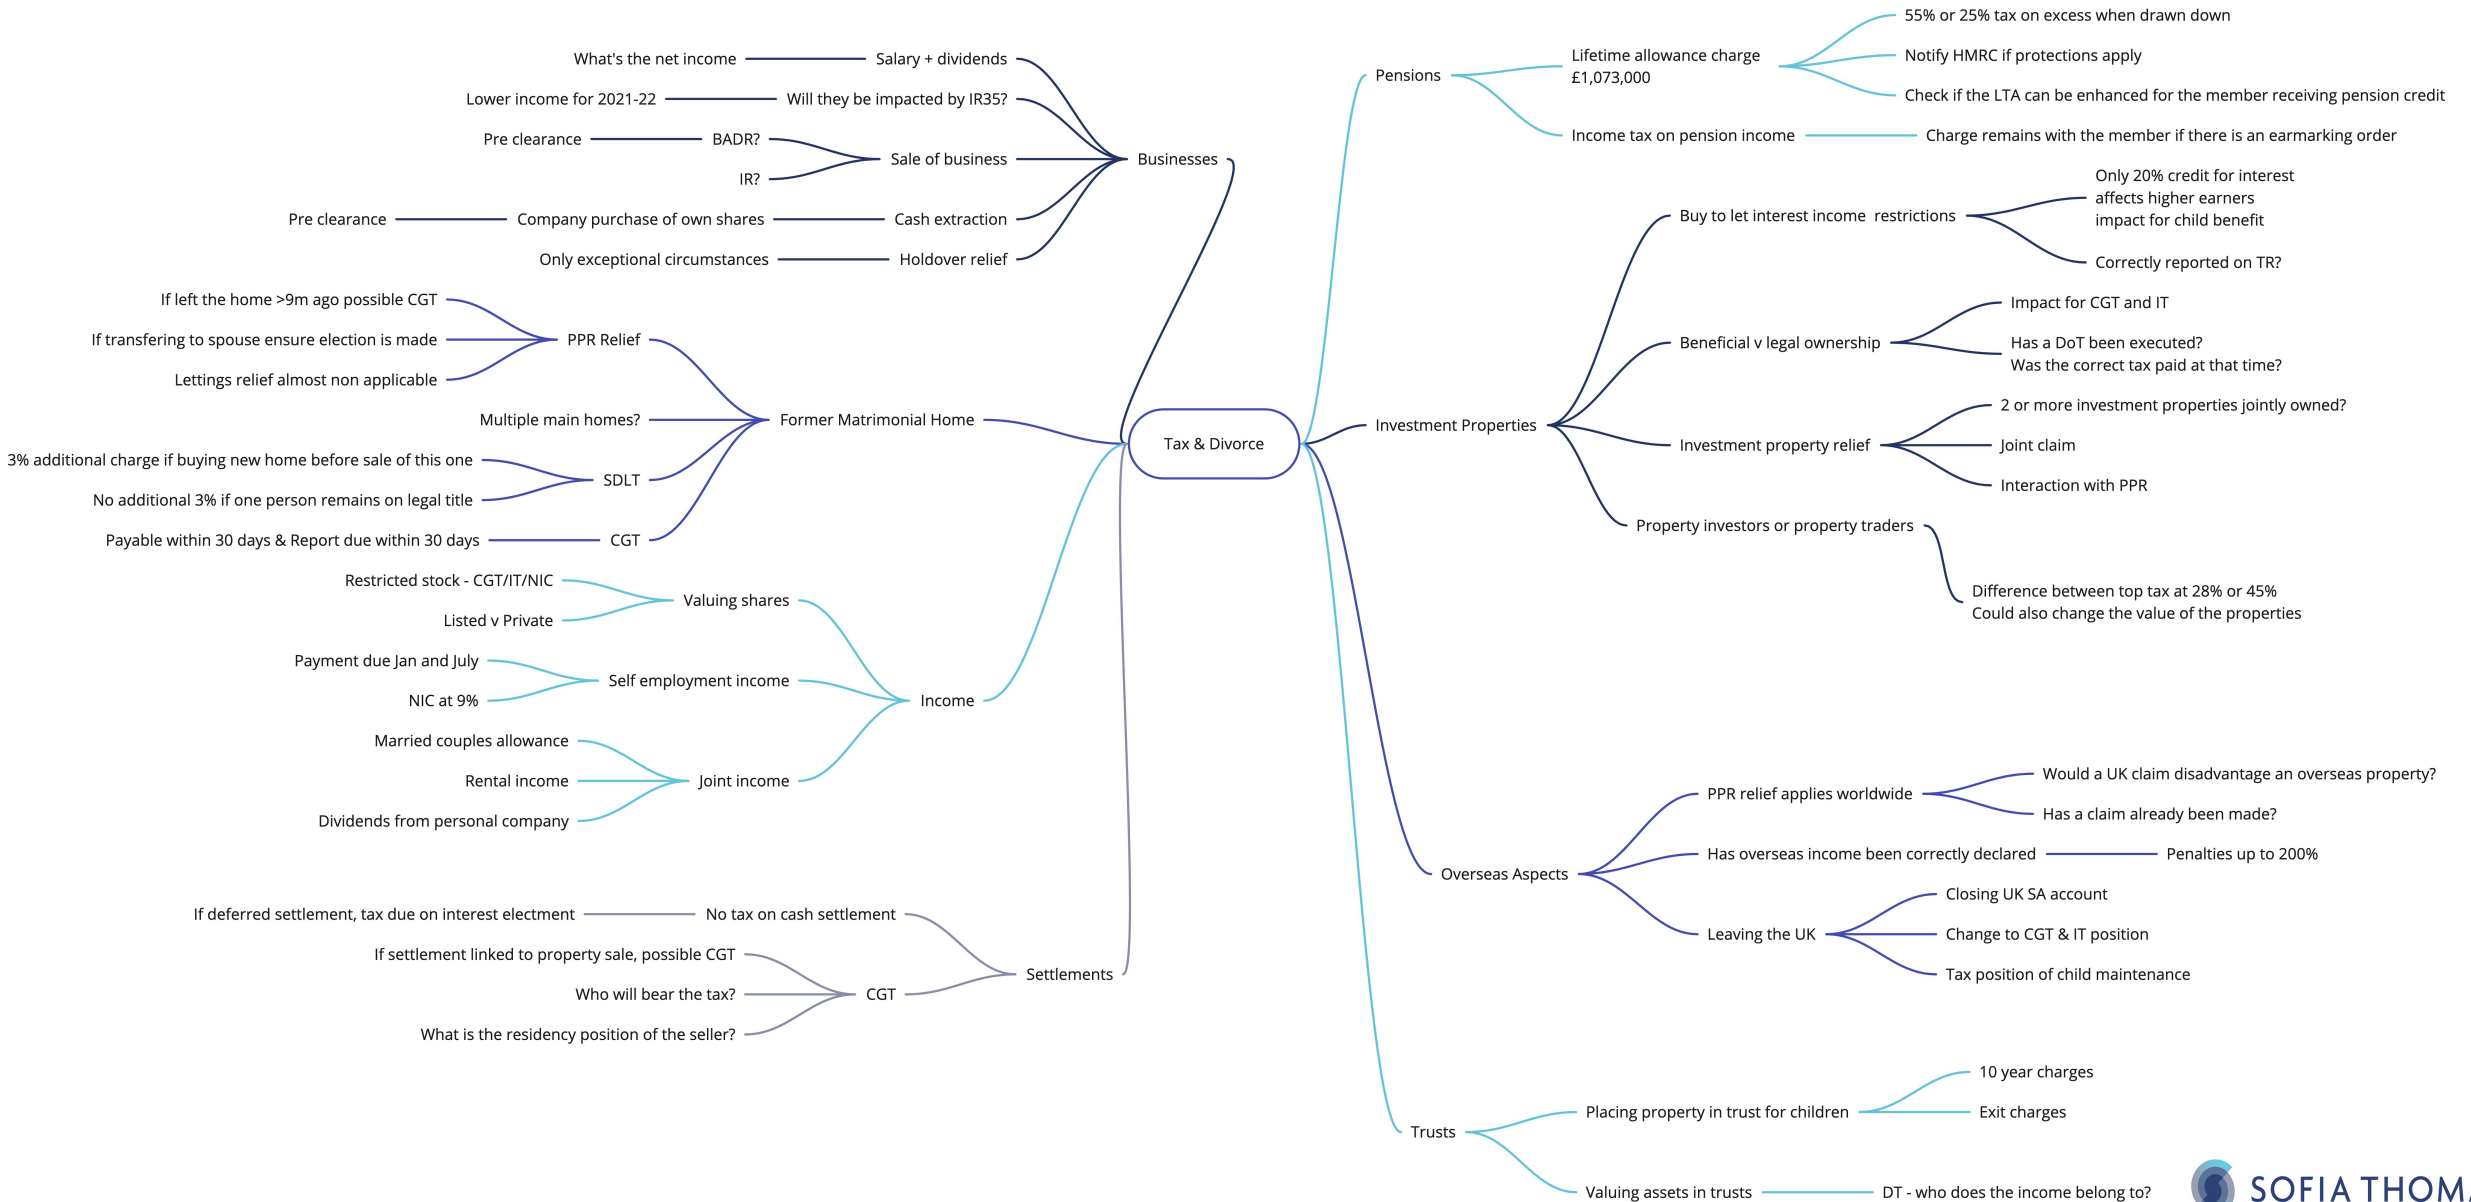 Tax & Divorce
Businesses
Salary + dividends
What's the net income
Will they be impacted by IR35?
Lower income for 2021-22
Sale of business
BADR?
Pre clearance
IR?
Cash extraction
Company purchase of own shares
Pre clearance
Holdover relief
Only exceptional circumstances
Former Matrimonial Home
PPR Relief
If left the home >9m ago possible CGT
If transfering to spouse ensure election is made
Lettings relief almost non applicable
Multiple main homes?
SDLT
3% additional charge if buying new home before sale of this one
No additional 3% if one person remains on legal title
CGT
Payable within 30 days & Report due within 30 days
Income
Valuing shares
Restricted stock - CGT/IT/NIC
Listed v Private
Self employment income
Payment due Jan and July
NIC at 9%
Joint income
Married couples allowance
Rental income
Dividends from personal company
Settlements
No tax on cash settlement
If deferred settlement, tax due on interest electment
CGT
If settlement linked to property sale, possible CGT
Who will bear the tax?
What is the residency position of the seller?
Pensions
Lifetime allowance charge
£1,073,000
55% or 25% tax on excess when drawn down
Notify HMRC if protections apply
Check if the LTA can be enhanced for the member receiving pension credit
Income tax on pension income
Charge remains with the member if there is an earmarking order
Investment Properties
Buy to let interest income restrictions
Only 20% credit for interest
affects higher earners
impact for child benefit
Correctly reported on TR?
Beneficial v legal ownership
Impact for CGT and IT
Has a DoT been executed?
Was the correct tax paid at that time?
Investment property relief
2 or more investment properties jointly owned?
Joint claim
Interaction with PPR
Property investors or property traders
Difference between top tax at 28% or 45%
Could also change the value of the properties
Overseas Aspects
PPR relief applies worldwide
Would a UK claim disadvantage an overseas property?
Has a claim already been made?
Has overseas income been correctly declared
Penalties up to 200%
Leaving the UK
Closing UK SA account
Change to CGT & IT position
Tax position of child maintenance
Trusts
Placing property in trust for children
10 year charges
Exit charges
Valuing assets in trusts
DT - who does the income belong to?
SOFIA THOMA